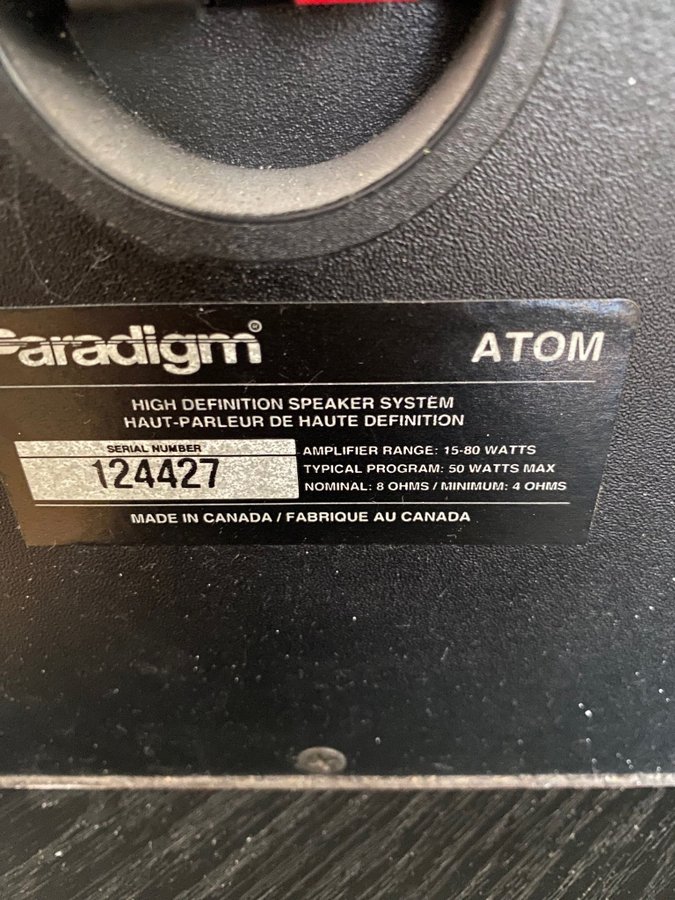 Paradigm® ATOM
HIGH DEFINITION SPEAKER SYSTEM
HAUT-PARLEUR DE HAUTE DEFINITION
SERIAL NUMBER
124427
AMPLIFIER RANGE: 15-80 WATTS
TYPICAL PROGRAM: 50 WATTS MAX
NOMINAL: 8 OHMS / MINIMUM: 4 OHMS
MADE IN CANADA / FABRIQUE AU CANADA